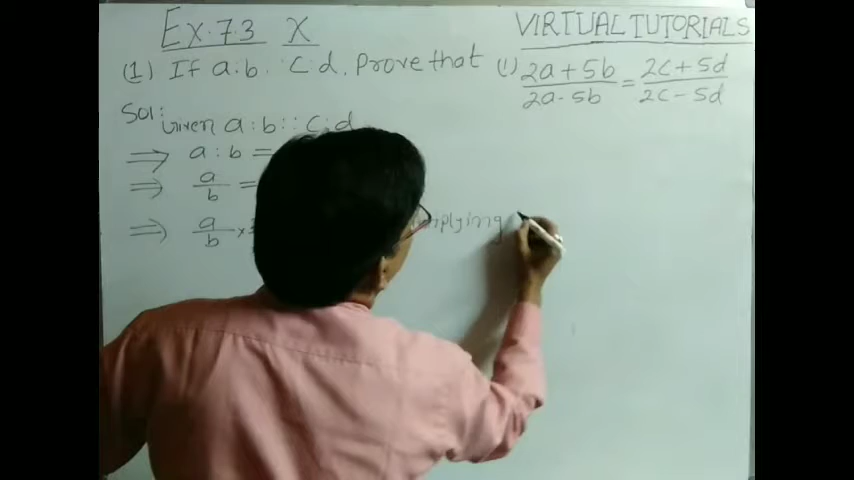 Ex. 7.3 X VIRTUAL TUTORIALS
(1) If a:b :: c:d. Prove that (i) 2a+5b/2a-5b = 2c+5d/2c-5d
Sol:
Given a:b::c:d
⇒ a:b =
⇒ a/b =
⇒ a/b ×